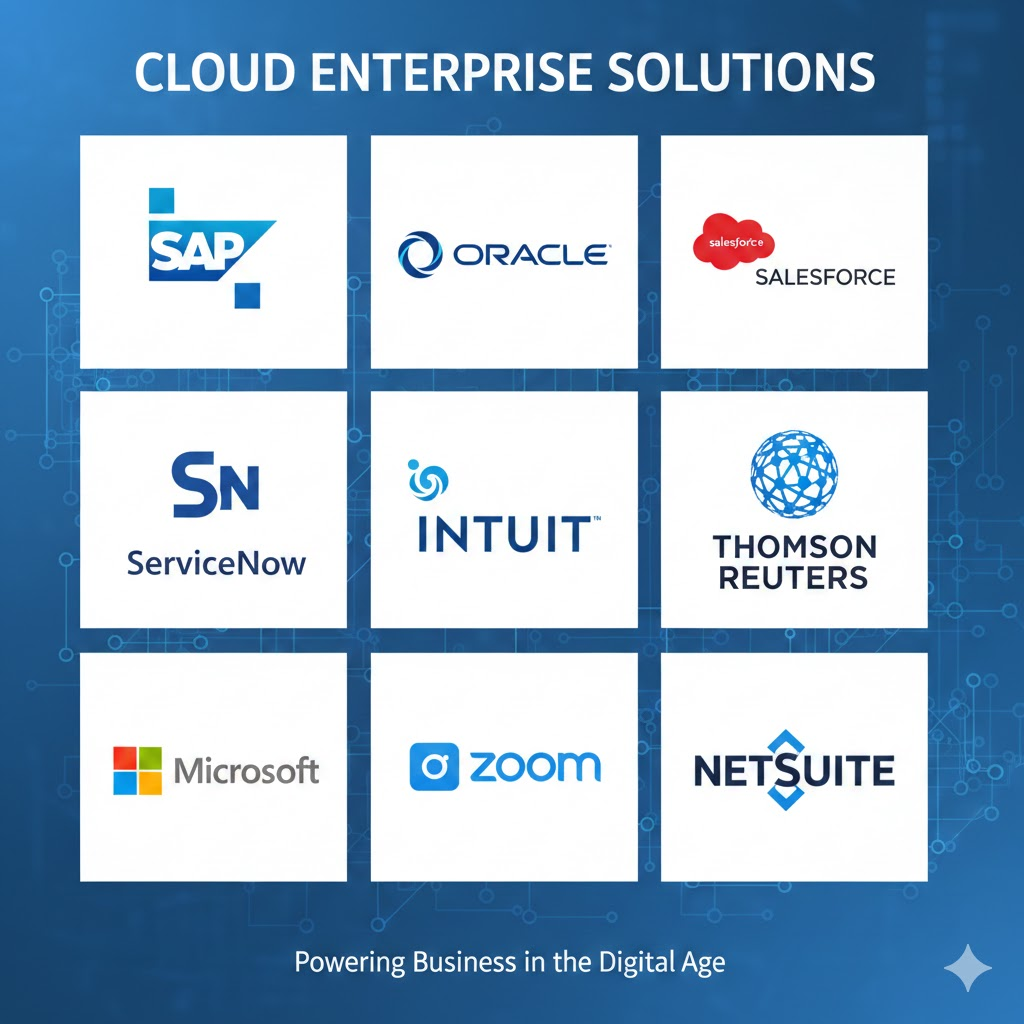 CLOUD ENTERPRISE SOLUTIONS
SAP
ORACLE
salesforce
SALESFORCE
SN
ServiceNow
INTUIT™
THOMSON
REUTERS
Microsoft
zoom
NETSUITE
Powering Business in the Digital Age